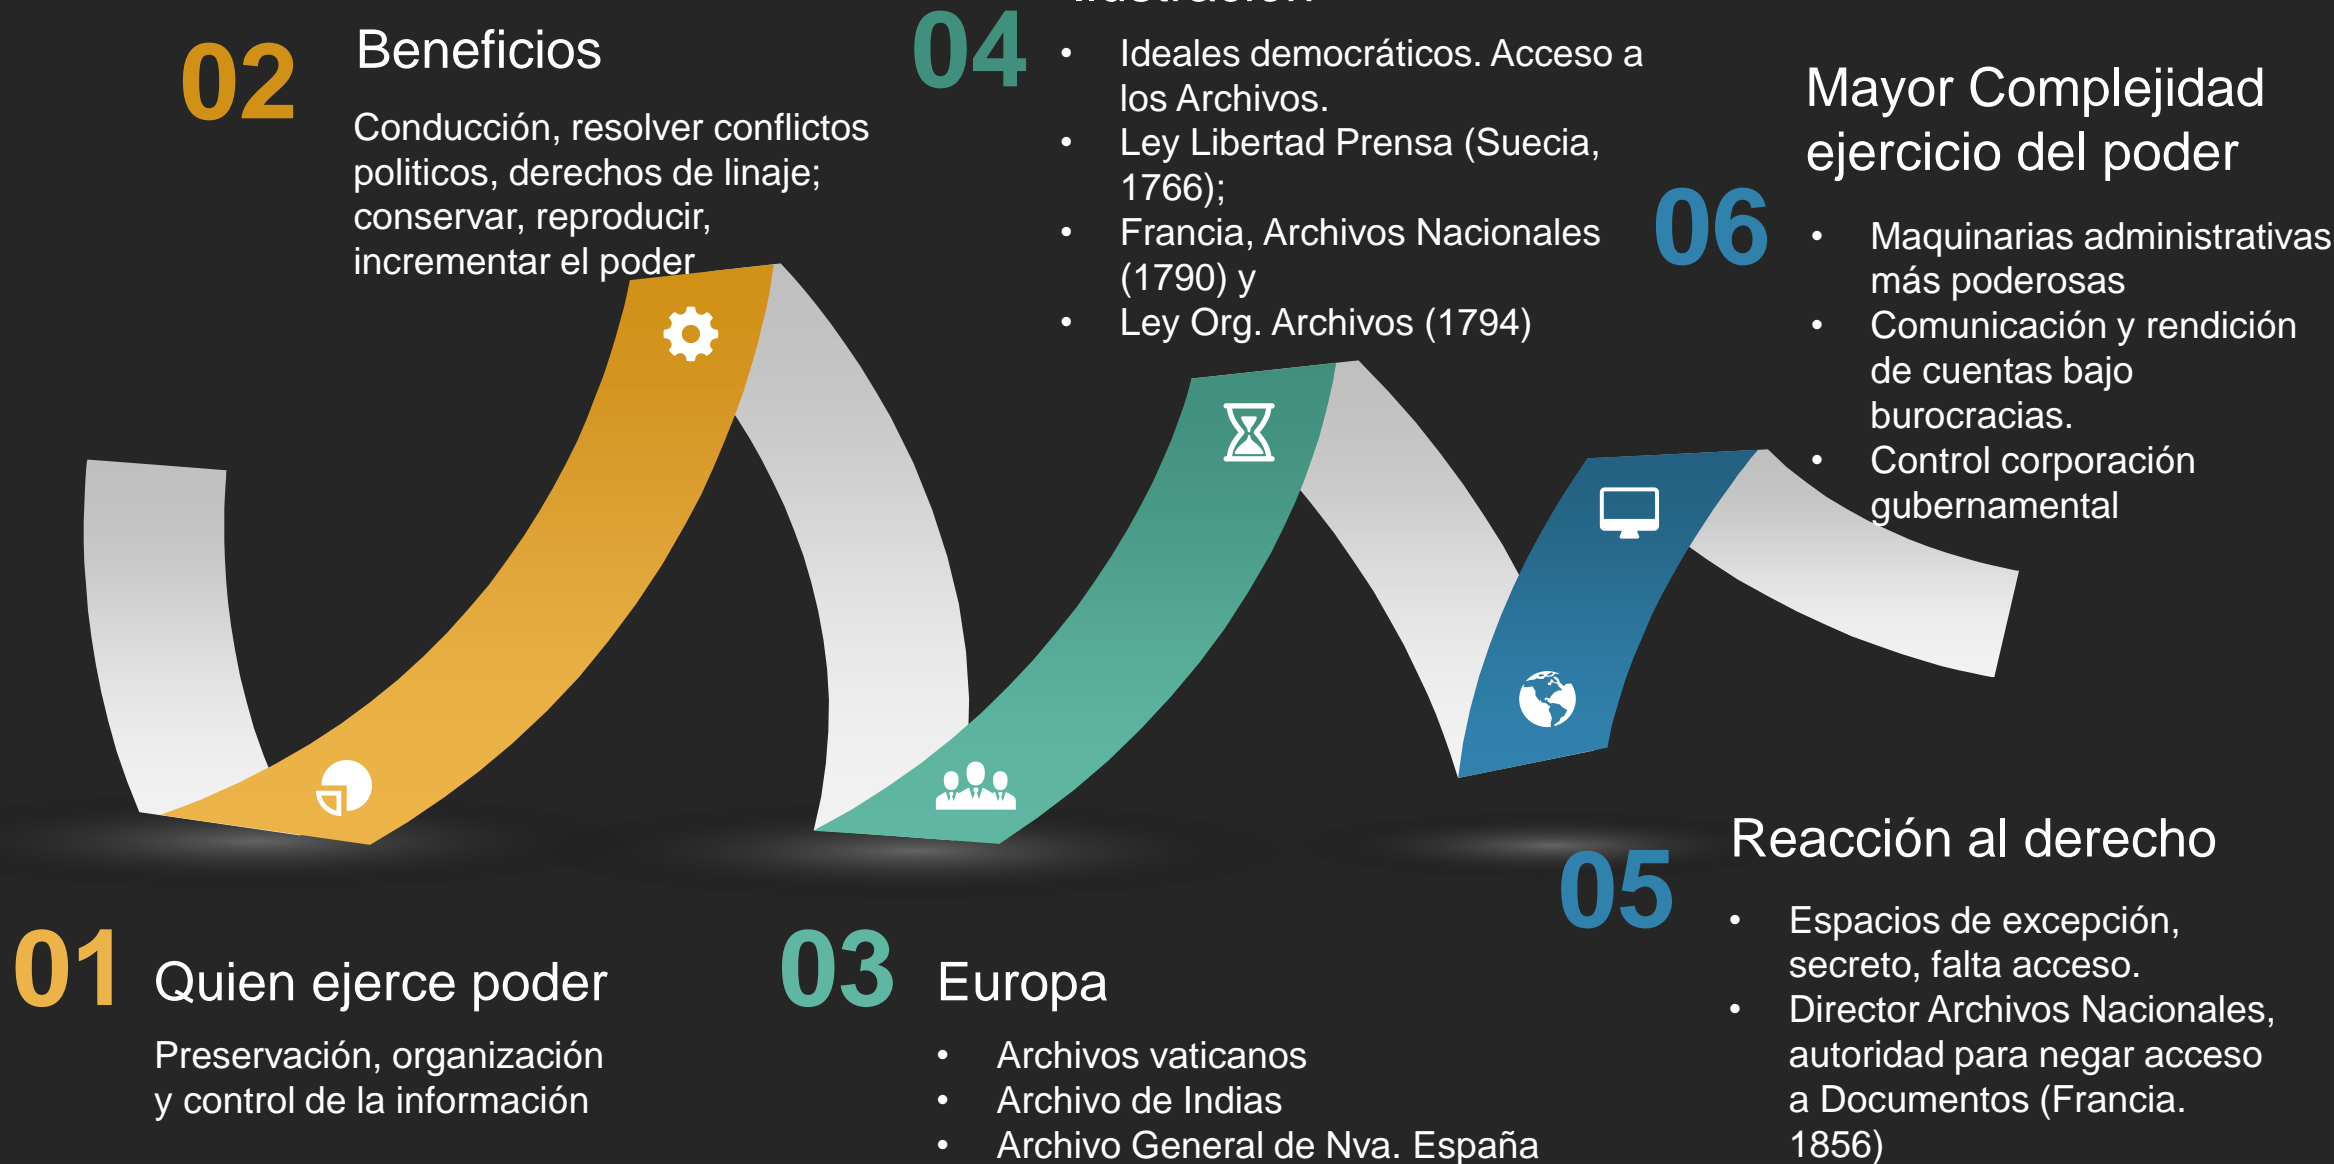 02
Beneficios
Conducción, resolver conflictos
politicos, derechos de linaje;
conservar, reproducir,
incrementar el poder
04
• Ideales democráticos. Acceso a
los Archivos.
• Ley Libertad Prensa (Suecia,
1766);
• Francia, Archivos Nacionales
(1790) y
• Ley Org. Archivos (1794)
06
Mayor Complejidad
ejercicio del poder
• Maquinarias administrativas
más poderosas
• Comunicación y rendición
de cuentas bajo
burocracias.
• Control corporación
gubernamental
01
Quien ejerce poder
Preservación, organización
y control de la información
03
Europa
• Archivos vaticanos
• Archivo de Indias
• Archivo General de Nva. España
05
Reacción al derecho
• Espacios de excepción,
secreto, falta acceso.
• Director Archivos Nacionales,
autoridad para negar acceso
a Documentos (Francia.
1856)